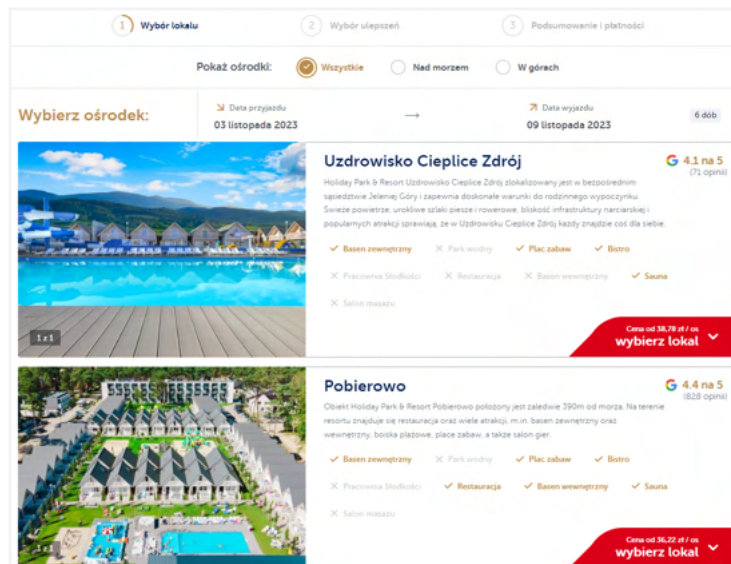 1 Wybór lokalu
2 Wybór ulepszeń
3 Podsumowanie i płatności
Pokaż ośrodki: Wszystkie Nad morzem W górach
Wybierz ośrodek:
Data przyjazdu
03 listopada 2023
Data wyjazdu
09 listopada 2023
6 dób
Uzdrowisko Cieplice Zdrój
4.1 na 5
(71 opinii)
Holiday Park & Resort Uzdrowisko Cieplice Zdrój zlokalizowany jest w bezpośrednim
sąsiedztwie Jeleniej Góry i zapewnia doskonałe warunki do rodzinnego wypoczynku.
Świeże powietrze, urokliwe szlaki piesze i rowerowe, bliskość infrastruktury narciarskiej i
popularnych atrakcji sprawiają, że w Uzdrowisku Cieplice Zdrój każdy znajdzie coś dla siebie.
Basen zewnętrzny Park wodny Plac zabaw Bistro
Pracownia Słodkości Restauracja Basen wewnętrzny Sauna
Salon masażu
1 z 1
Cena od 38,78 zł / os
wybierz lokal
Pobierowo
4.4 na 5
(828 opinii)
Obiekt Holiday Park & Resort Pobierowo położony jest zaledwie 390m od morza. Na terenie
resortu znajduje się restauracja oraz wiele atrakcji, m.in. basen zewnętrzny oraz
wewnętrzny, boiska plażowe, place zabaw, a także salon gier.
Basen zewnętrzny Park wodny Plac zabaw Bistro
Pracownia Słodkości Restauracja Basen wewnętrzny Sauna
Salon masażu
1 z 1
Cena od 36,22 zł / os
wybierz lokal